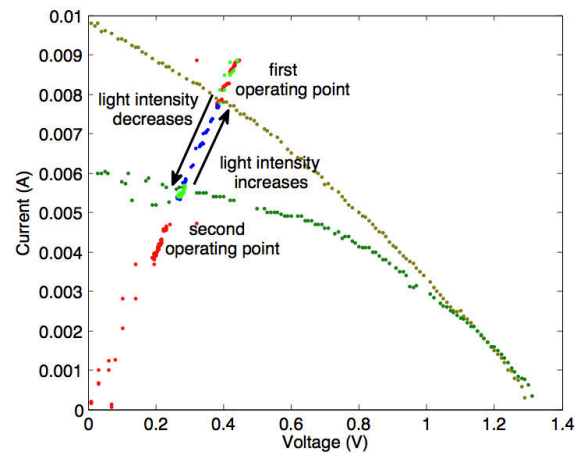 0.01
0.009
0.008
0.007
0.006
0.005
0.004
0.003
0.002
0.001
0
Current (A)
first
operating point
light intensity
decreases
light intensity
increases
second
operating point
0 0.2 0.4 0.6 0.8 1 1.2 1.4
Voltage (V)